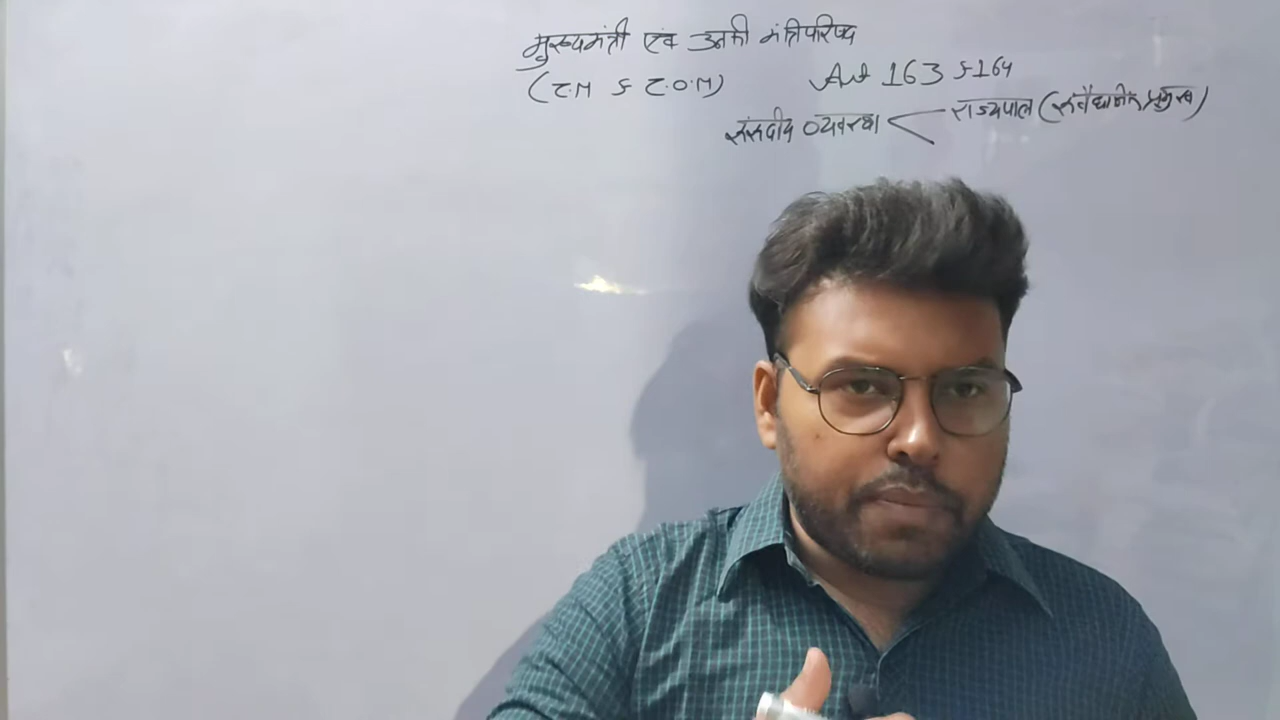 मुख्यमंत्री एवं उनकी मंत्रिपरिषद
(C.M & C.O.M) Art 163 & 164
संसदीय व्यवस्था राज्यपाल (संवैधानिक प्रमुख)